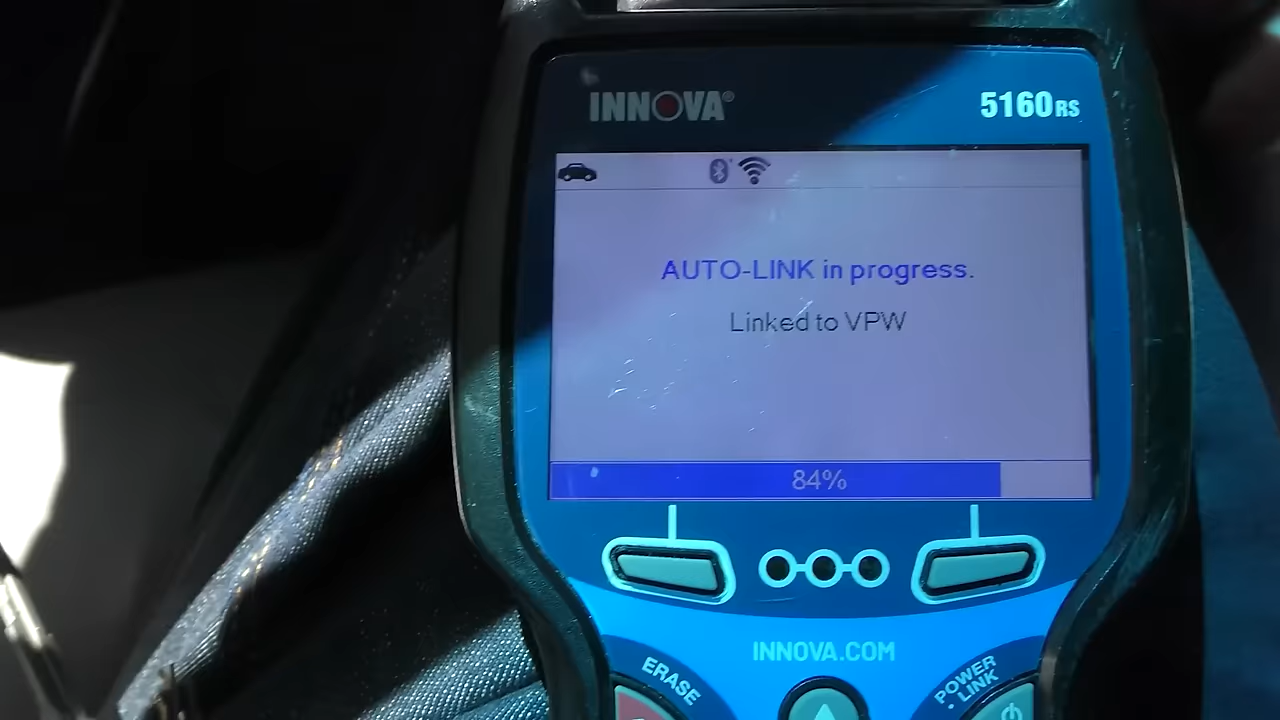 INNOVA®
5160RS
AUTO-LINK in progress.
Linked to VPW
84%
INNOVA.COM
ERASE
POWER
LINK